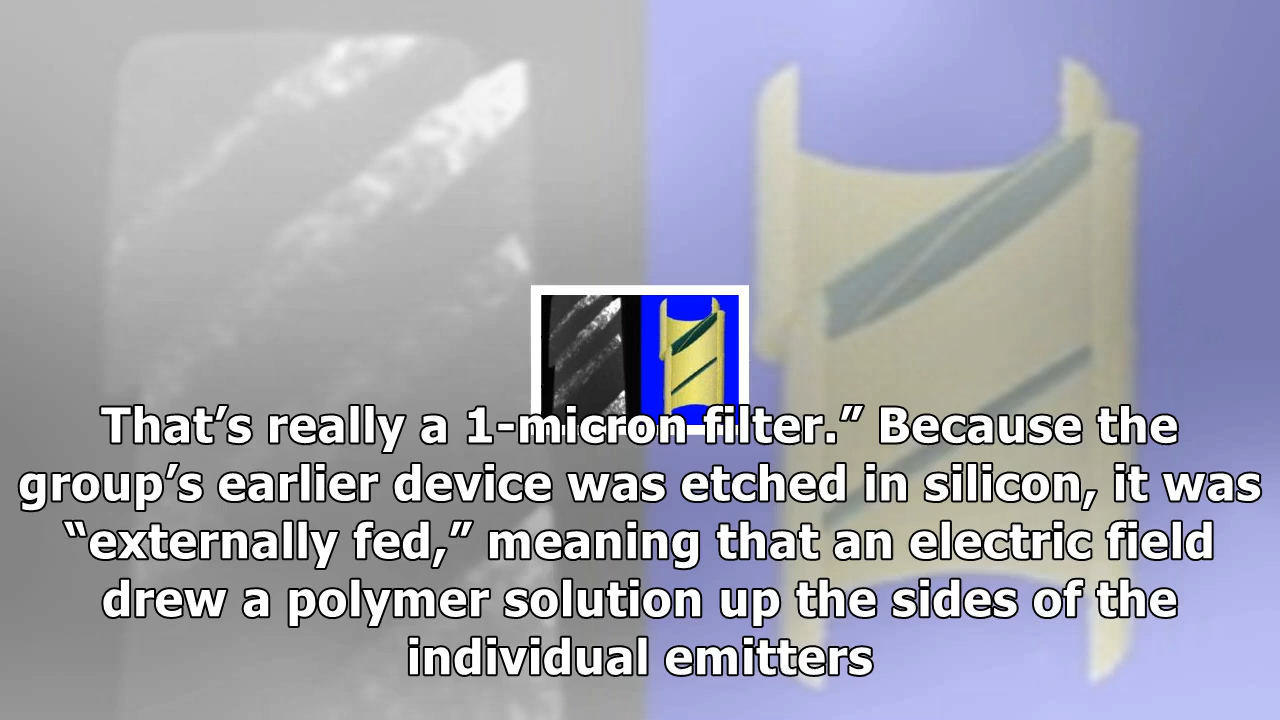 That’s really a 1-micron filter.” Because the
group’s earlier device was etched in silicon, it was
“externally fed,” meaning that an electric field
drew a polymer solution up the sides of the
individual emitters